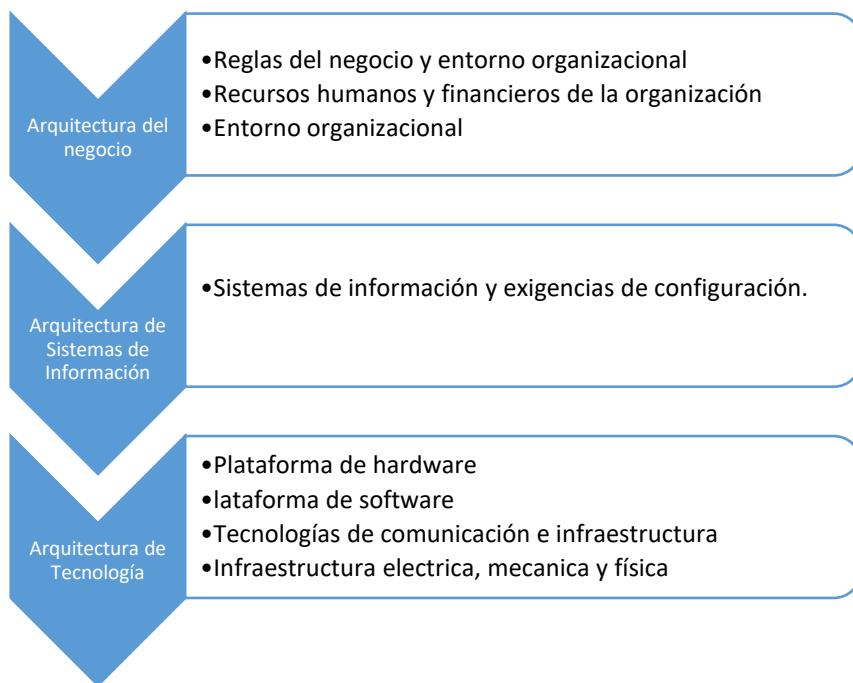 Arquitectura del
negocio
•Reglas del negocio y entorno organizacional
•Recursos humanos y financieros de la organización
•Entorno organizacional
Arquitectura de
Sistemas de
Información
•Sistemas de información y exigencias de configuración.
Arquitectura de
Tecnología
•Plataforma de hardware
•lataforma de software
•Tecnologías de comunicación e infraestructura
•Infraestructura electrica, mecanica y física